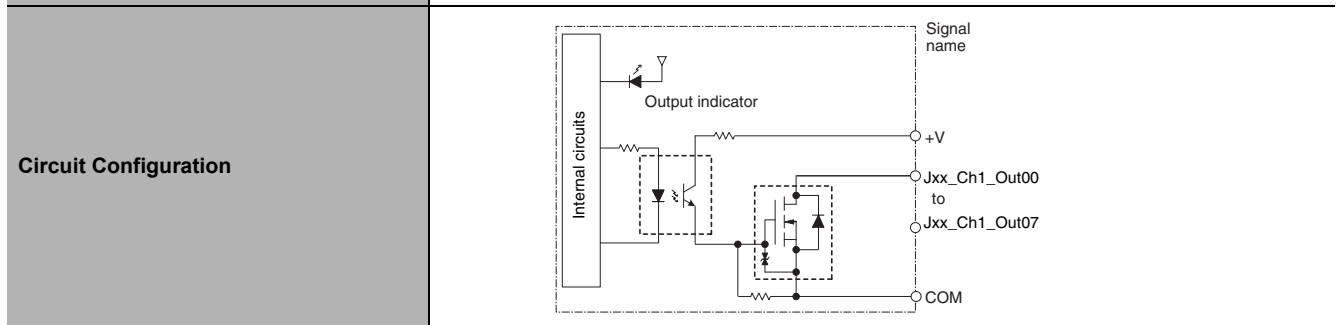 Circuit Configuration
Signal
name
Output indicator
Internal circuits
+V
Jxx_Ch1_Out00
to
Jxx_Ch1_Out07
COM